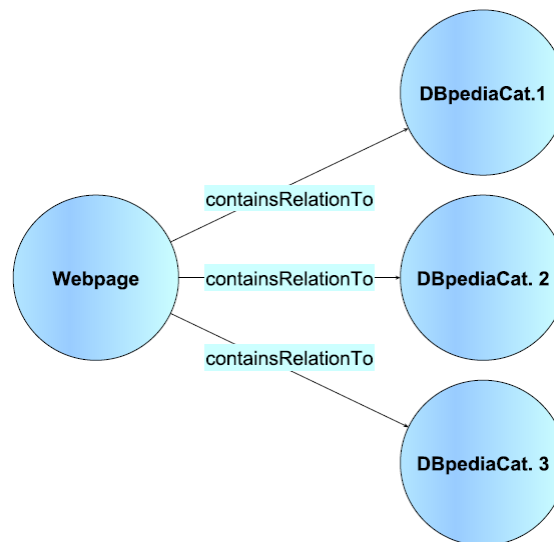 DBpediaCat.1
containsRelationTo
Webpage
containsRelationTo
DBpediaCat. 2
containsRelationTo
DBpediaCat. 3